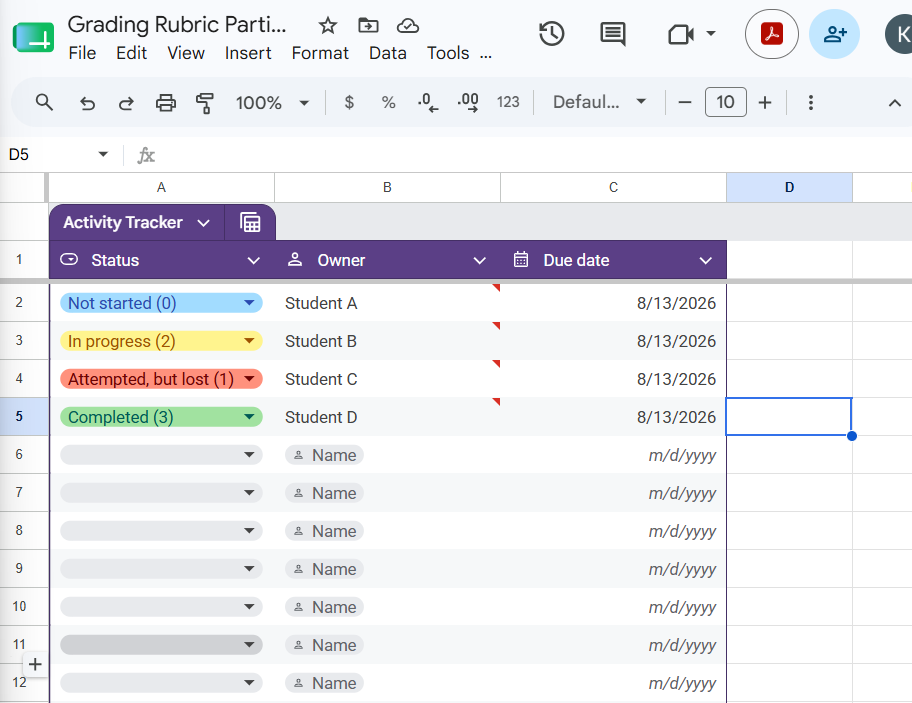 Grading Rubric Parti...
K
File Edit View Insert Format Data Tools ...
100% $ % .0 .00 123 Defaul... − 10 +
D5 fx
A B C D
Activity Tracker
1 Status Owner Due date
2 Not started (0) Student A 8/13/2026
3 In progress (2) Student B 8/13/2026
4 Attempted, but lost (1) Student C 8/13/2026
5 Completed (3) Student D 8/13/2026
6 Name m/d/yyyy
7 Name m/d/yyyy
8 Name m/d/yyyy
9 Name m/d/yyyy
10 Name m/d/yyyy
11 Name m/d/yyyy
12 Name m/d/yyyy